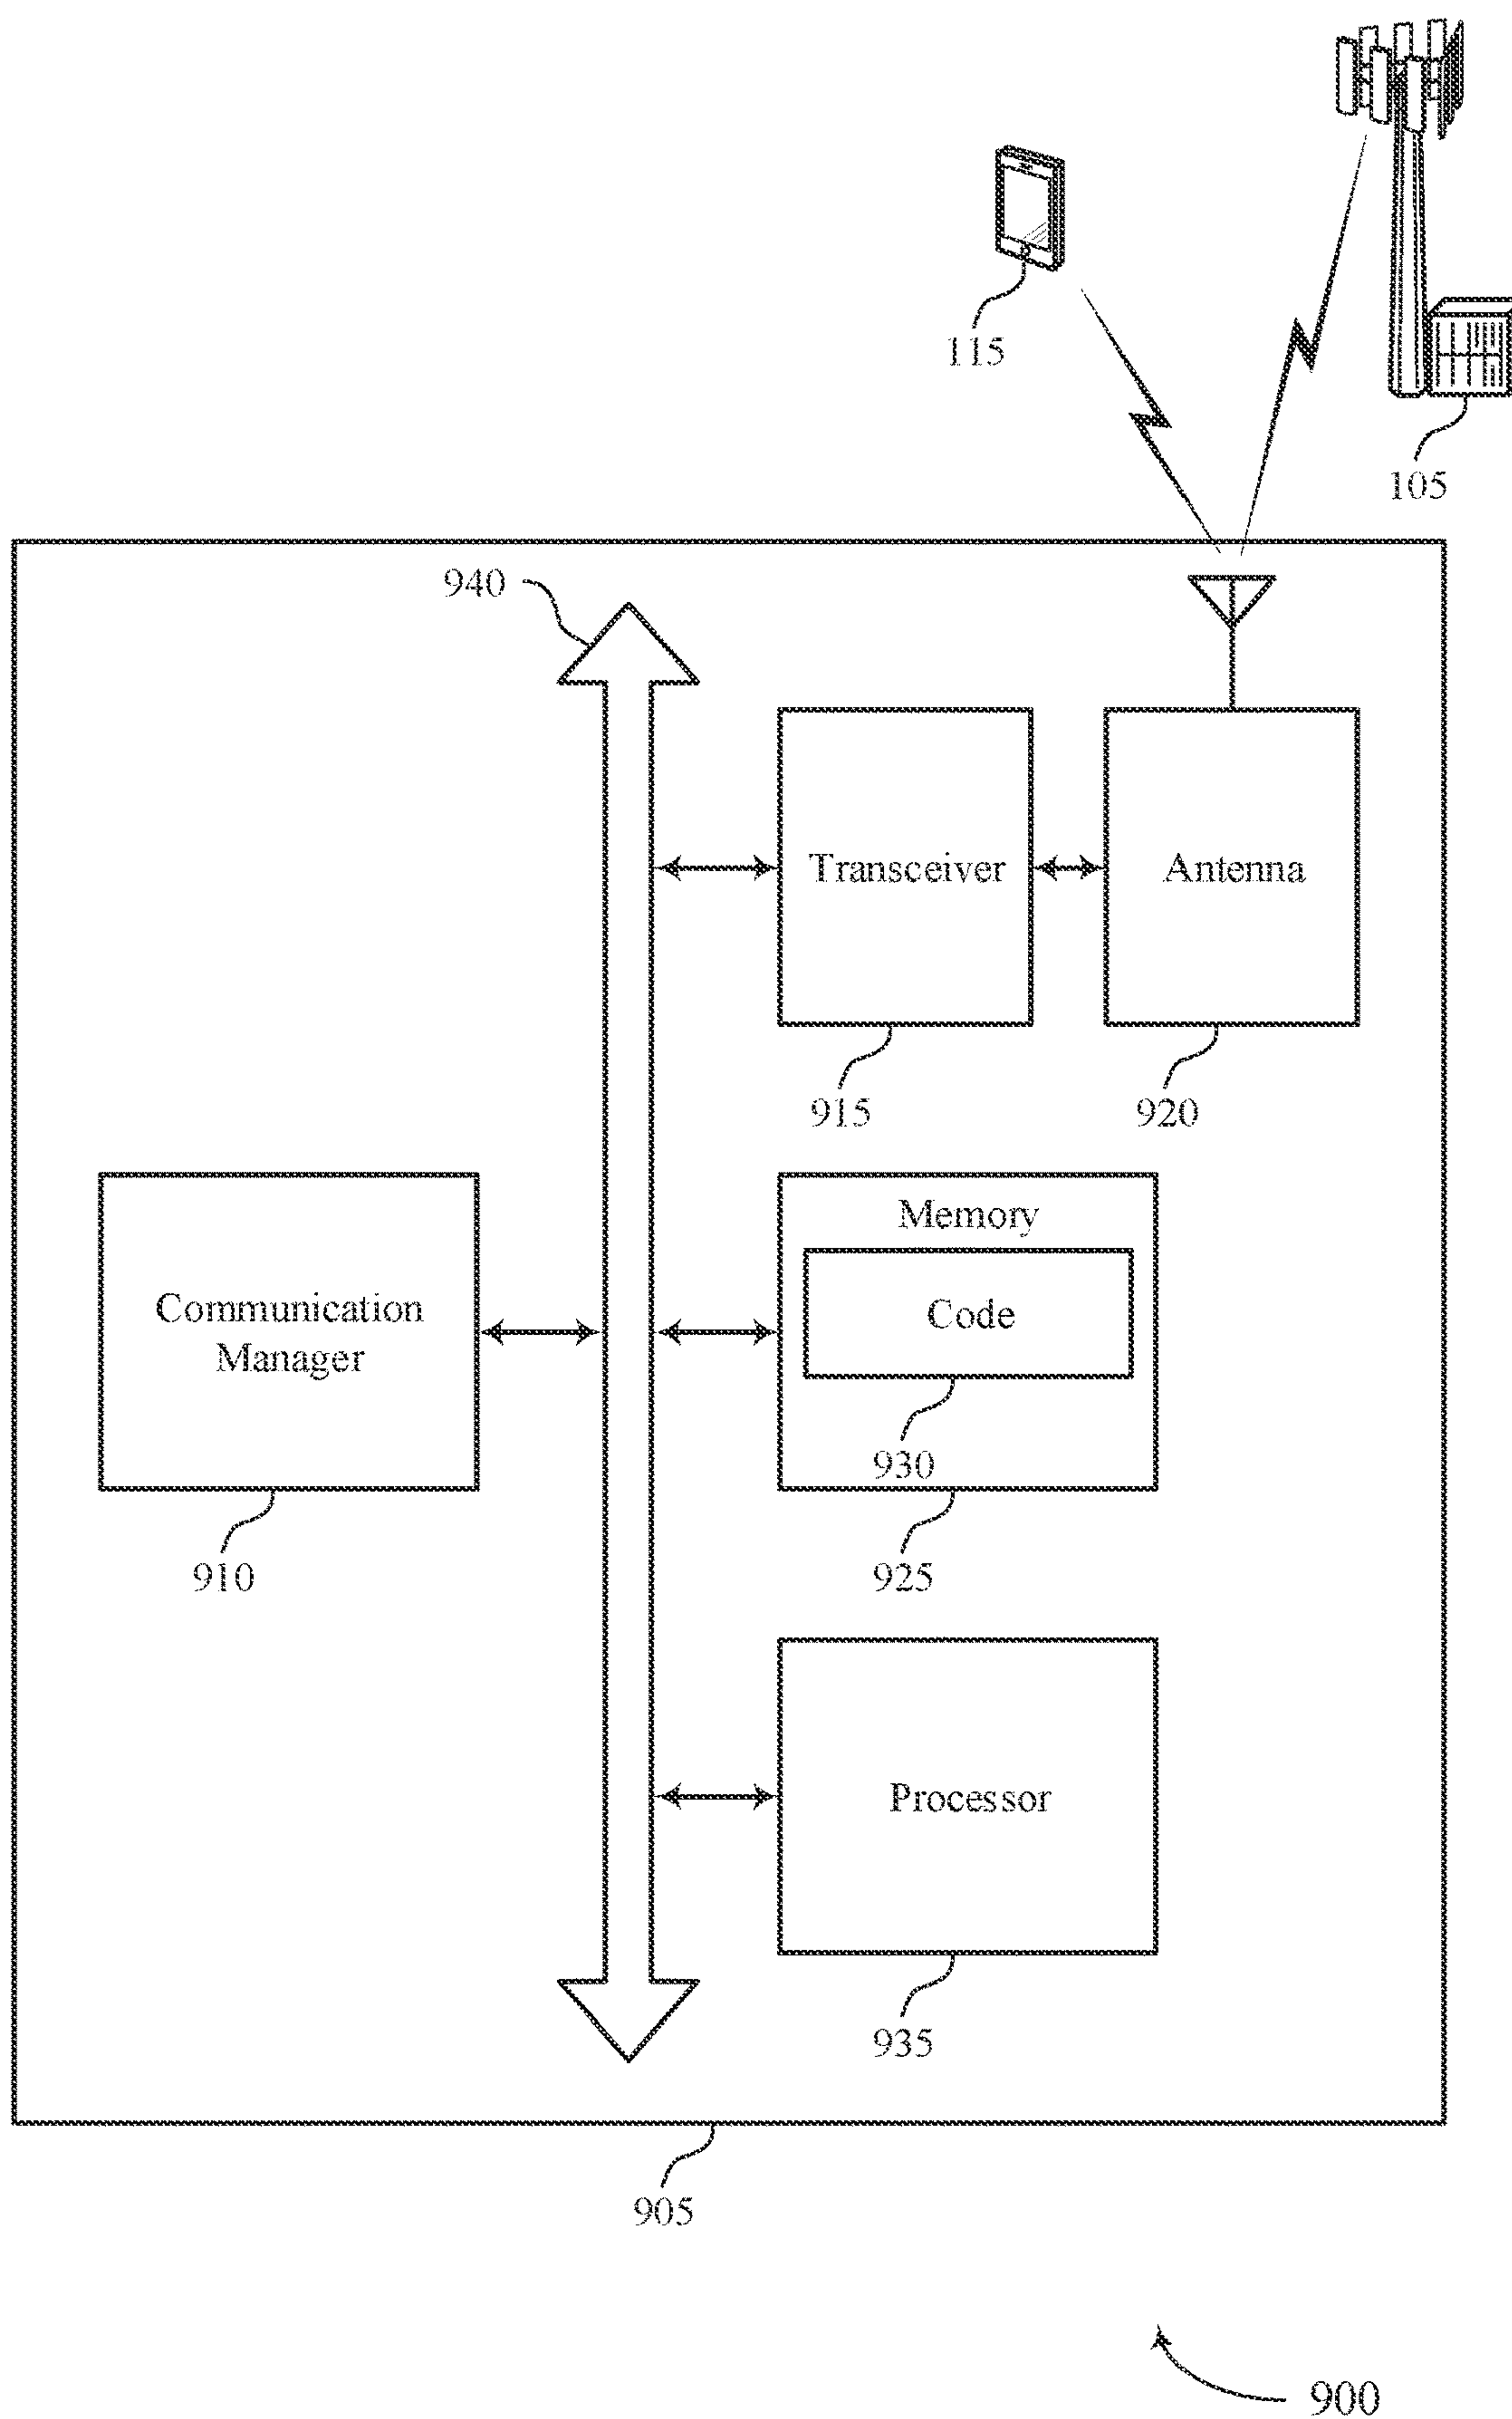 115
105
940
Transceiver
Antenna
915
920
Memory
Communication
Manager
Code
930
910
925
Processor
935
905
900